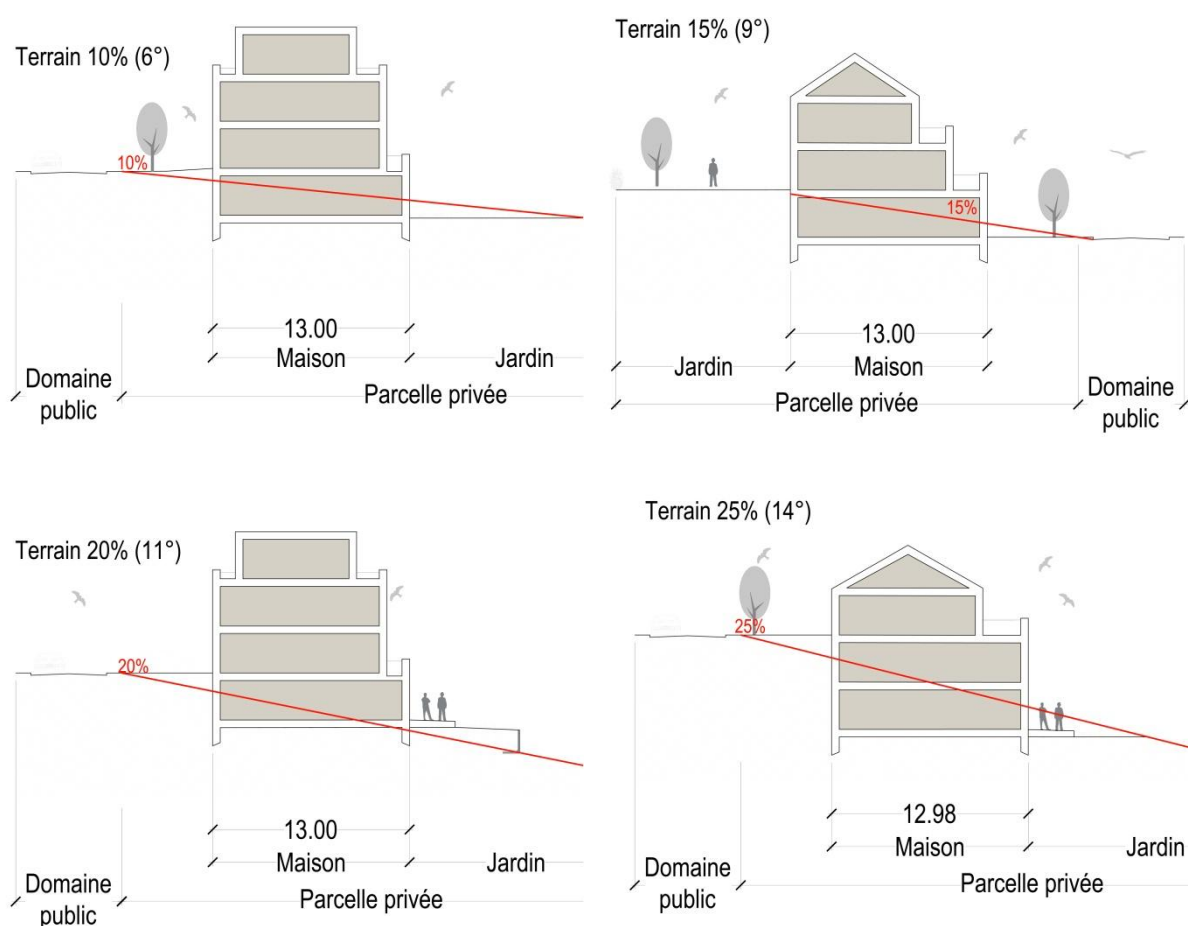 Terrain 10% (6°)
10%
13.00
Maison
Jardin
Domaine
public
Parcelle privée
Terrain 15% (9°)
15%
13.00
Jardin
Maison
Parcelle privée
Domaine
public
Terrain 20% (11°)
20%
13.00
Maison
Jardin
Domaine
public
Parcelle privée
Terrain 25% (14°)
25%
12.98
Maison
Jardin
Domaine
public
Parcelle privée